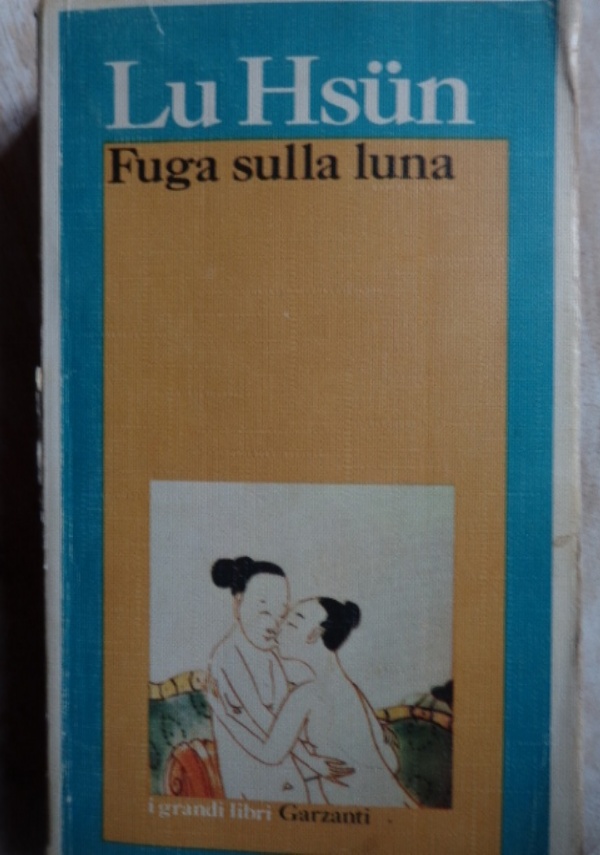 Lu Hsün
Fuga sulla luna
i grandi libri Garzanti